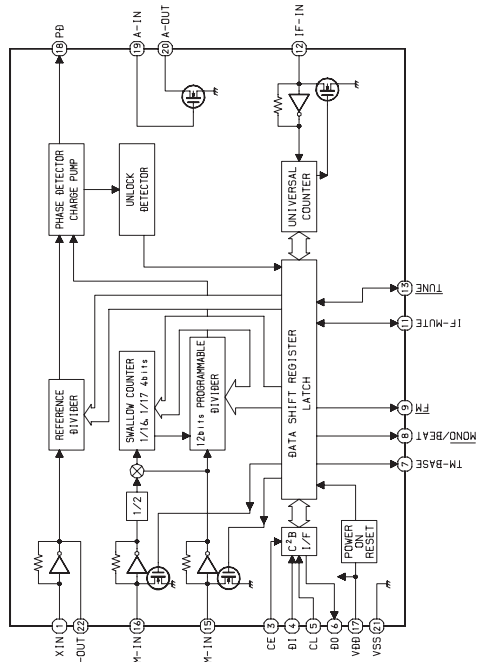 18 PD
19 A-IN
20 A-OUT
12 IF-IN
PHASE DETECTOR
CHARGE PUMP
UNLOCK
DETECTOR
UNIVERSAL
COUNTER
REFERENCE
DIVIDER
SWALLOW COUNTER
1/16, 1/17 4bits
12bits PROGRAMMABLE
DIVIDER
DATA SHIFT REGISTER
LATCH
13 TUNE
11 IF-MUTE
9 FM
8 MONO/BEAT
7 TM-BASE
1/2
C²B
I/F
POWER
ON
RESET
XIN 1
-OUT 22
M-IN 16
M-IN 15
CE 3
DI 4
CL 5
DO 6
VDD 17
VSS 21